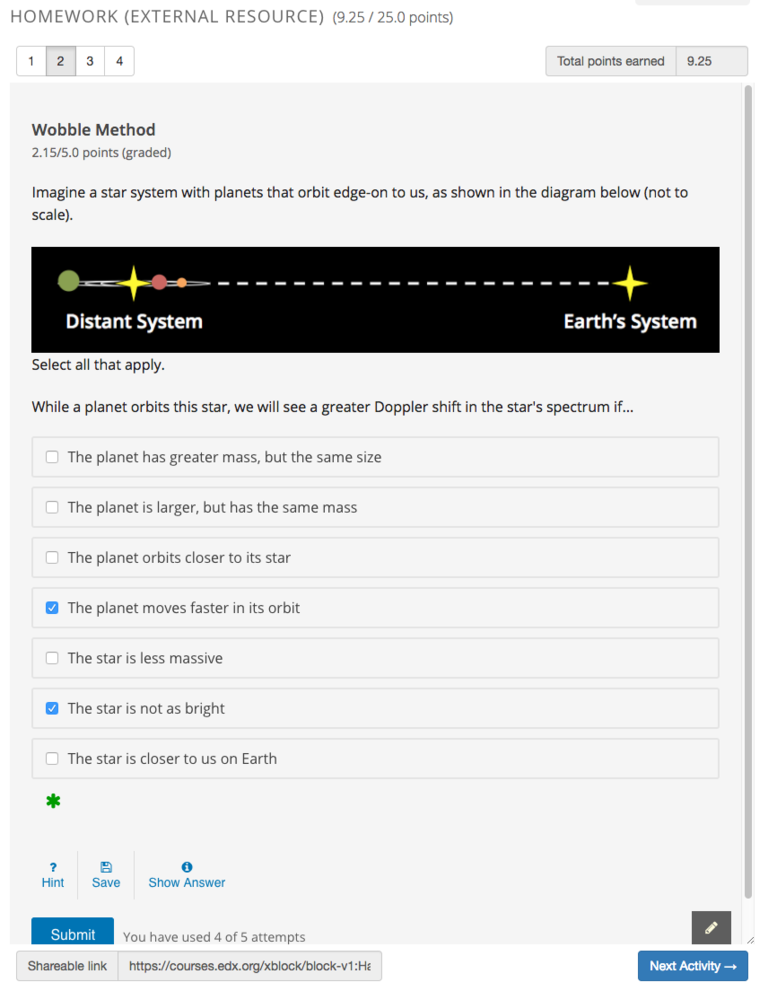 HOMEWORK (EXTERNAL RESOURCE) (9.25 / 25.0 points)
1 2 3 4
Total points earned 9.25
Wobble Method
2.15/5.0 points (graded)
Imagine a star system with planets that orbit edge-on to us, as shown in the diagram below (not to
scale).
Distant System
Earth's System
Select all that apply.
While a planet orbits this star, we will see a greater Doppler shift in the star's spectrum if...
The planet has greater mass, but the same size
The planet is larger, but has the same mass
The planet orbits closer to its star
The planet moves faster in its orbit
The star is less massive
The star is not as bright
The star is closer to us on Earth
? Hint
Save
Show Answer
Submit
You have used 4 of 5 attempts
Shareable link
https://courses.edx.org/xblock/block-v1:Ha
Next Activity →